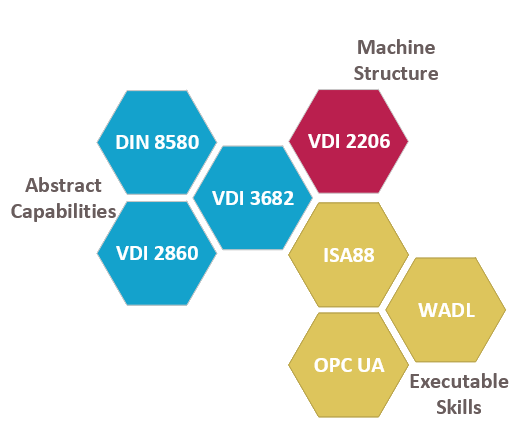 Machine
Structure
DIN 8580
VDI 2206
Abstract
Capabilities
VDI 3682
VDI 2860
ISA88
WADL
OPC UA
Executable
Skills